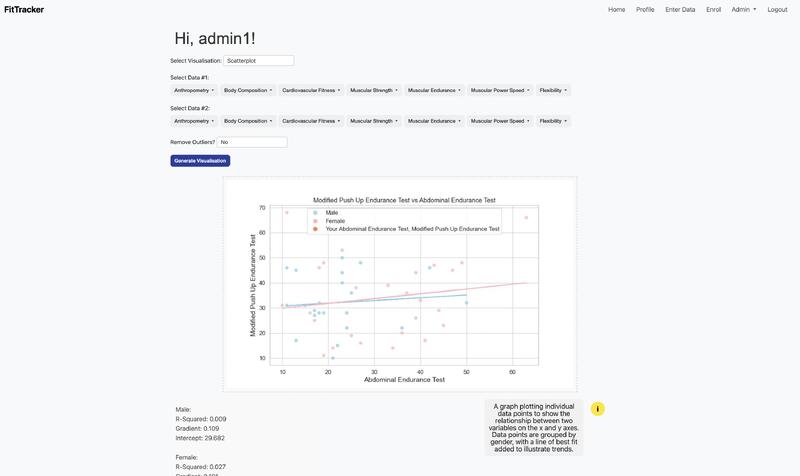 FitTracker Home Profile Enter Data Enrol Admin Logout
Hi, admin1!
Select Visualisation: Scatterplot
Select Data #1:
Anthropometry Body Composition Cardiovascular Fitness Muscular Strength Muscular Endurance Muscular Power Speed Flexibility
Select Data #2:
Anthropometry Body Composition Cardiovascular Fitness Muscular Strength Muscular Endurance Muscular Power Speed Flexibility
Remove Outliers? No
Generate Visualisation
Modified Push Up Endurance Test vs Abdominal Endurance Test
Male
Female
Your Abdominal Endurance Test, Modified Push Up Endurance Test
Modified Push Up Endurance Test
70
60
50
40
30
20
10
10 20 30 40 50 60
Abdominal Endurance Test
Male:
R-Squared: 0.009
Gradient: 0.109
Intercept: 29.682
Female:
R-Squared: 0.027
A graph plotting individual
data points to show the
relationship between two
variables on the x and y axes.
Data points are grouped by
gender, with a line of best fit
added to illustrate trends.
i